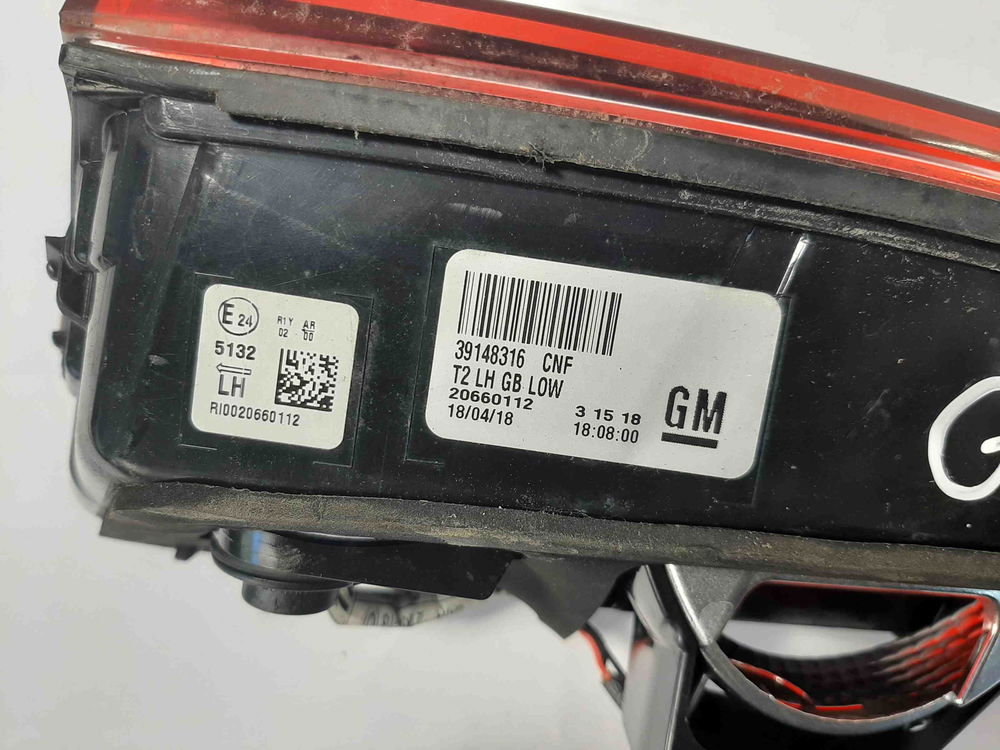 E 24
R1Y AR
02 00
5132
LH
RI0020660112
39148316 CNF
T2 LH GB LOW
20660112
18/04/18
3 15 18
18:08:00
GM
G